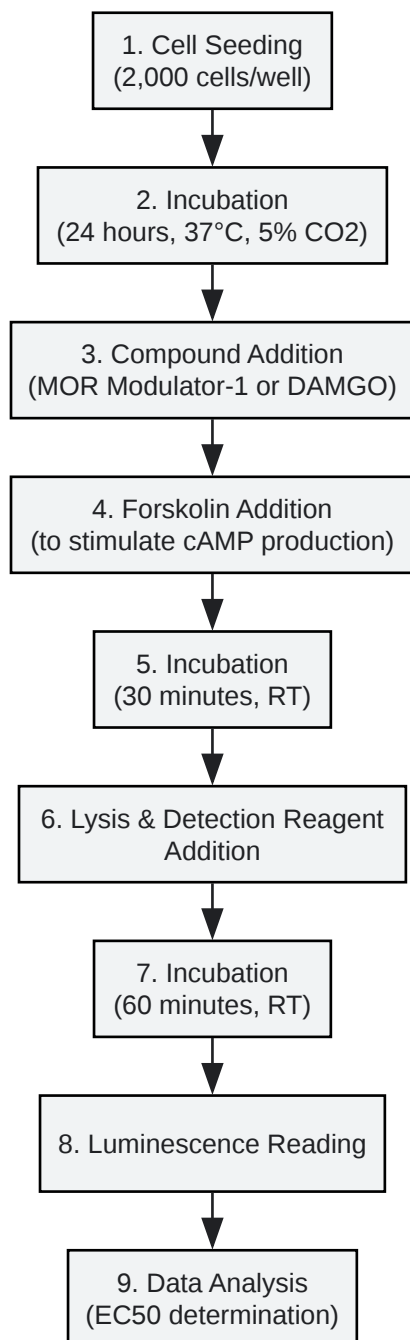 1. Cell Seeding
(2,000 cells/well)
2. Incubation
(24 hours, 37°C, 5% CO2)
3. Compound Addition
(MOR Modulator-1 or DAMGO)
4. Forskolin Addition
(to stimulate cAMP production)
5. Incubation
(30 minutes, RT)
6. Lysis & Detection Reagent
Addition
7. Incubation
(60 minutes, RT)
8. Luminescence Reading
9. Data Analysis
(EC50 determination)